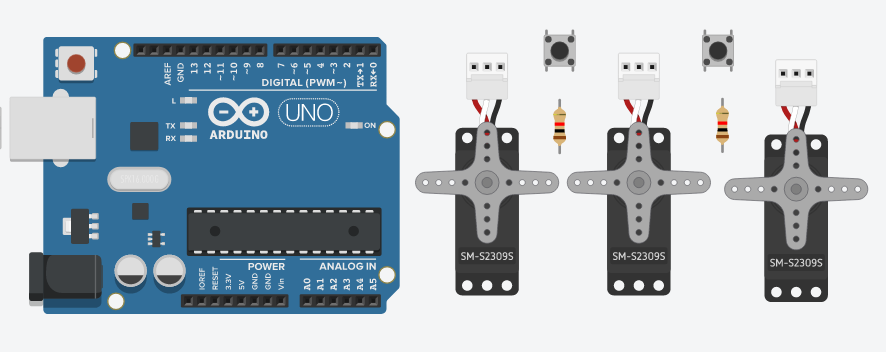 AREF
GND
13
12
~11
~10
~9
8
7
~6
~5
4
~3
2
TX→1
RX←0
DIGITAL (PWM~)
L
TX
RX
ARDUINO
UNO
ON
SM-S2309S
SM-S2309S
SM-S2309S
POWER
ANALOG IN
IOREF
RESET
3.3V
5V
GND
GND
Vin
A0
A1
A2
A3
A4
A5